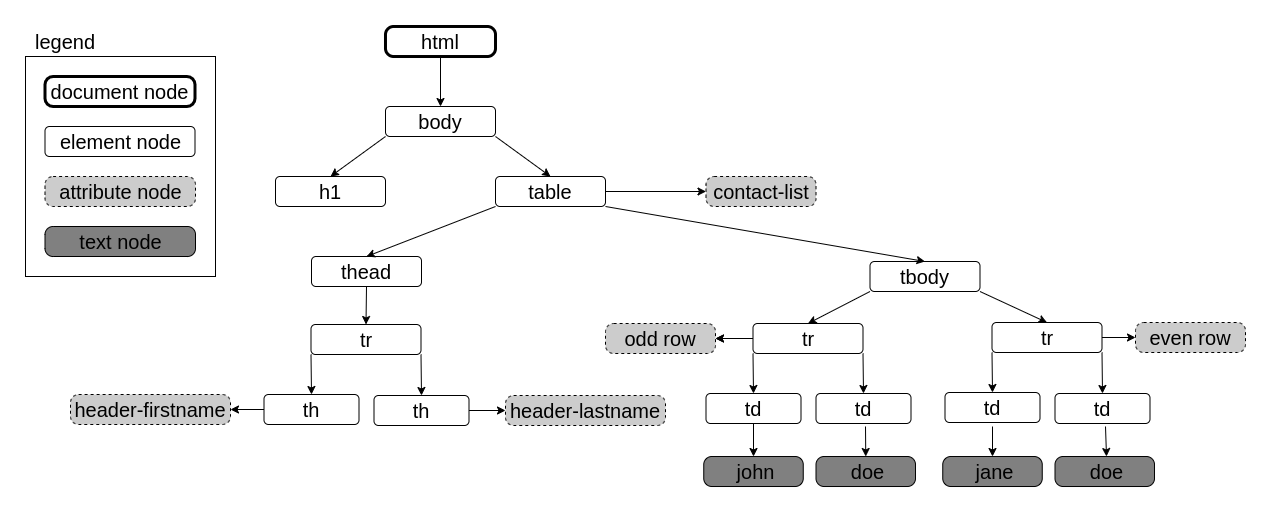 legend
document node
element node
attribute node
text node
html
body
h1
table
contact-list
thead
tbody
tr
odd row
tr
tr
even row
header-firstname
th
th
header-lastname
td
td
td
td
john
doe
jane
doe